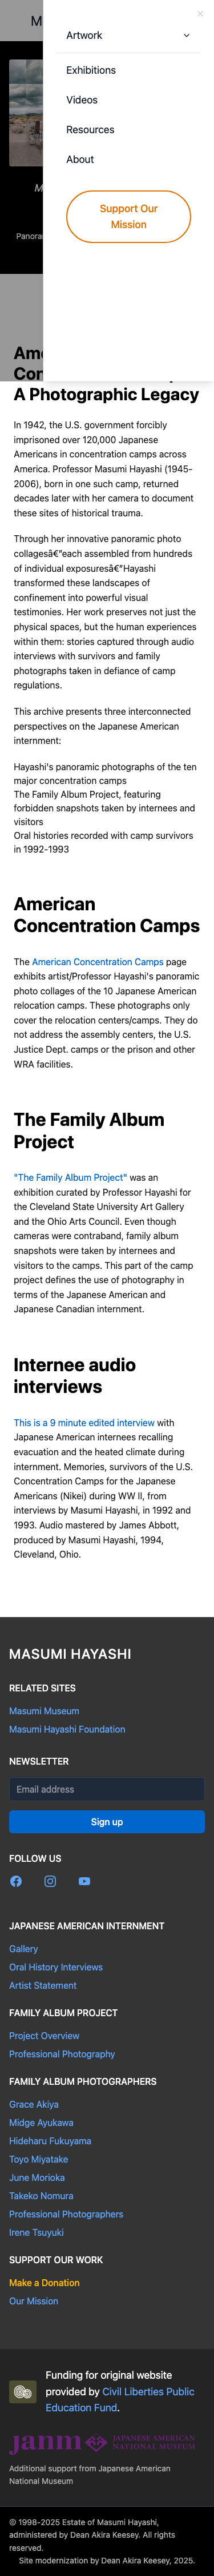 M
Artwork
Exhibitions
Videos
Resources
About
Support Our
Mission
M
Panora
A Photographic Legacy
In 1942, the U.S. government forcibly
imprisoned over 120,000 Japanese
Americans in concentration camps across
America. Professor Masumi Hayashi (1945-
2006), born in one such camp, returned
decades later with her camera to document
these sites of historical trauma.
Through her innovative panoramic photo
collagesâ€"each assembled from hundreds
of individual exposuresâ€"Hayashi
transformed these landscapes of
confinement into powerful visual
testimonies. Her work preserves not just the
physical spaces, but the human experiences
within them: stories captured through audio
interviews with survivors and family
photographs taken in defiance of camp
regulations.
This archive presents three interconnected
perspectives on the Japanese American
internment:
Hayashi's panoramic photographs of the ten
major concentration camps
The Family Album Project, featuring
forbidden snapshots taken by internees and
visitors
Oral histories recorded with camp survivors
in 1992-1993
American
Concentration Camps
The American Concentration Camps page
exhibits artist/Professor Hayashi's panoramic
photo collages of the 10 Japanese American
relocation camps. These photographs only
cover the relocation centers/camps. They do
not address the assembly centers, the U.S.
Justice Dept. camps or the prison and other
WRA facilities.
The Family Album
Project
"The Family Album Project" was an
exhibition curated by Professor Hayashi for
the Cleveland State University Art Gallery
and the Ohio Arts Council. Even though
cameras were contraband, family album
snapshots were taken by internees and
visitors to the camps. This part of the camp
project defines the use of photography in
terms of the Japanese American and
Japanese Canadian internment.
Internee audio
interviews
This is a 9 minute edited interview with
Japanese American internees recalling
evacuation and the heated climate during
internment. Memories, survivors of the U.S.
Concentration Camps for the Japanese
Americans (Nikei) during WW II, from
interviews by Masumi Hayashi, in 1992 and
1993. Audio mastered by James Abbott,
produced by Masumi Hayashi, 1994,
Cleveland, Ohio.
MASUMI HAYASHI
RELATED SITES
Masumi Museum
Masumi Hayashi Foundation
NEWSLETTER
Email address
Sign up
FOLLOW US
JAPANESE AMERICAN INTERNMENT
Gallery
Oral History Interviews
Artist Statement
FAMILY ALBUM PROJECT
Project Overview
Professional Photography
FAMILY ALBUM PHOTOGRAPHERS
Grace Akiya
Midge Ayukawa
Hideharu Fukuyama
Toyo Miyatake
June Morioka
Takeko Nomura
Professional Photographers
Irene Tsuyuki
SUPPORT OUR WORK
Make a Donation
Our Mission
Funding for original website
provided by Civil Liberties Public
Education Fund.
janm JAPANESE AMERICAN
NATIONAL MUSEUM
Additional support from Japanese American
National Museum
© 1998-2025 Estate of Masumi Hayashi,
administered by Dean Akira Keesey. All rights
reserved.
Site modernization by Dean Akira Keesey, 2025.